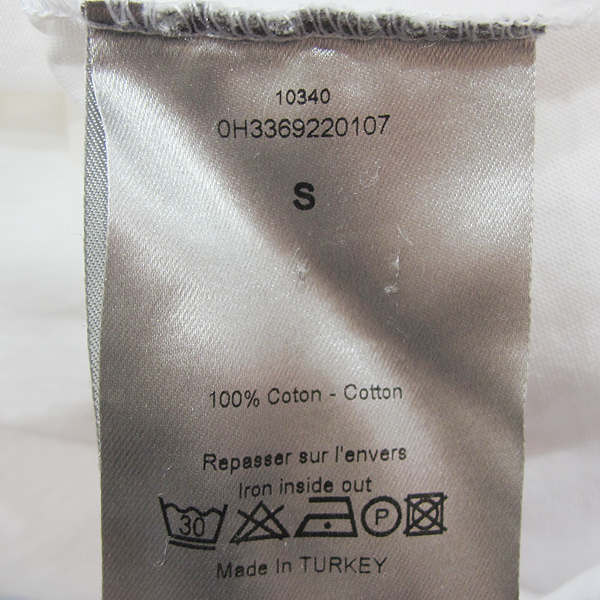 10340
0H3369220107
S
100% Coton - Cotton
Repasser sur l'envers
Iron inside out
30 P
Made In TURKEY